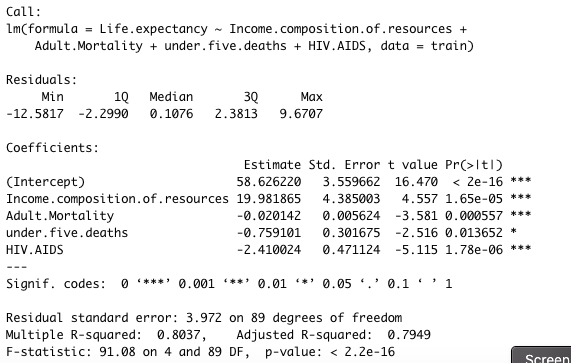 Call:
lm(formula = Life.expectancy ~ Income.composition.of.resources +
    Adult.Mortality + under.five.deaths + HIV.AIDS, data = train)

Residuals:
     Min       1Q   Median       3Q      Max
-12.5817  -2.2990   0.1076   2.3813   9.6707

Coefficients:
                                 Estimate Std. Error t value Pr(>|t|)
(Intercept)                     58.626220   3.559662  16.470  < 2e-16 ***
Income.composition.of.resources 19.981865   4.385003   4.557 1.65e-05 ***
Adult.Mortality                 -0.020142   0.005624  -3.581 0.000557 ***
under.five.deaths               -0.759101   0.301675  -2.516 0.013652 *
HIV.AIDS                        -2.410024   0.471124  -5.115 1.78e-06 ***
---
Signif. codes:  0 ‘***’ 0.001 ‘**’ 0.01 ‘*’ 0.05 ‘.’ 0.1 ‘ ’ 1

Residual standard error: 3.972 on 89 degrees of freedom
Multiple R-squared:  0.8037,    Adjusted R-squared:  0.7949
F-statistic: 91.08 on 4 and 89 DF,  p-value: < 2.2e-16
Screen